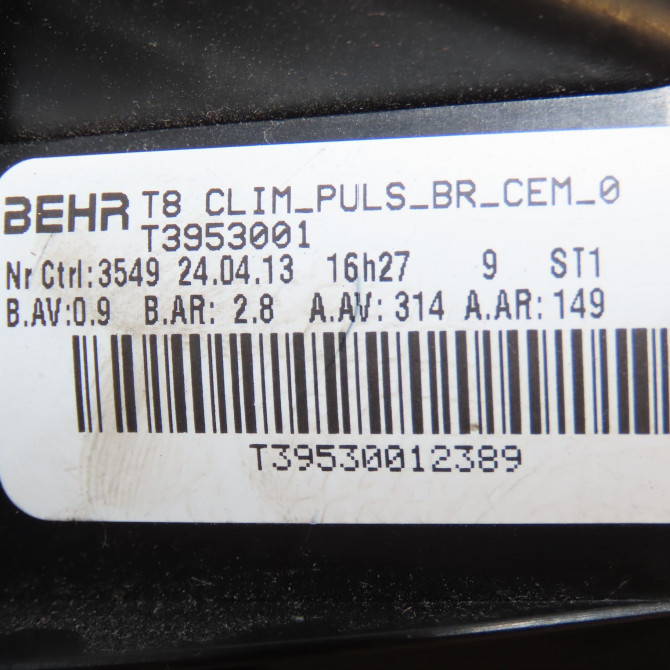 BEHR T8 CLIM_PULS_BR_CEM_0
T3953001
Nr Ctrl:3549 24.04.13 16h27 9 ST1
B.AV:0.9 B.AR: 2.8 A.AV: 314 A.AR: 149
T39530012389